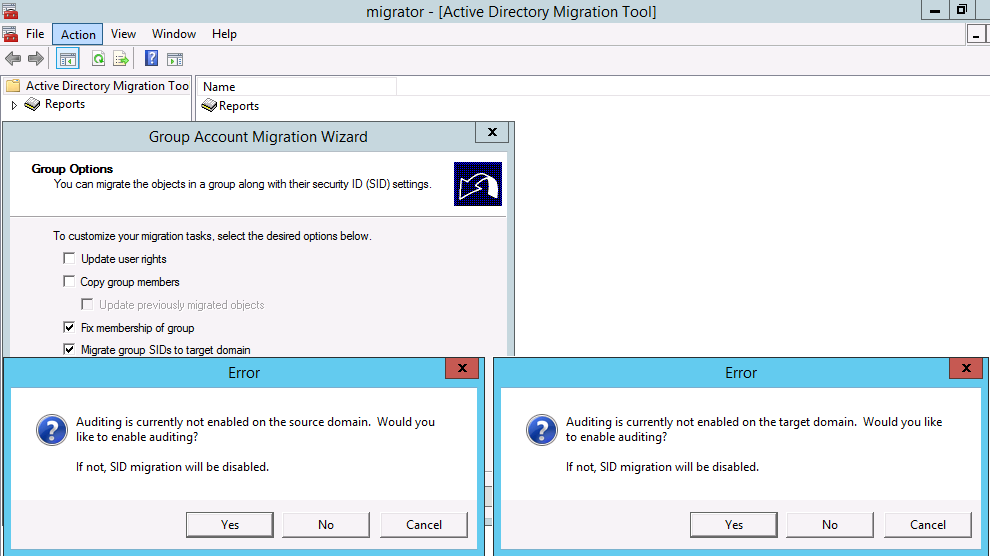 migrator - [Active Directory Migration Tool]
File Action View Window Help
Active Directory Migration Too
Name
Reports
Reports
Group Account Migration Wizard
x
Group Options
You can migrate the objects in a group along with their security ID (SID) settings.
To customize your migration tasks, select the desired options below.
Update user rights
Copy group members
Update previously migrated objects
Fix membership of group
Migrate group SIDs to target domain
Error
x
Auditing is currently not enabled on the source domain. Would you
like to enable auditing?
If not, SID migration will be disabled.
Yes No Cancel
Error
x
Auditing is currently not enabled on the target domain. Would you like
to enable auditing?
If not, SID migration will be disabled.
Yes No Cancel